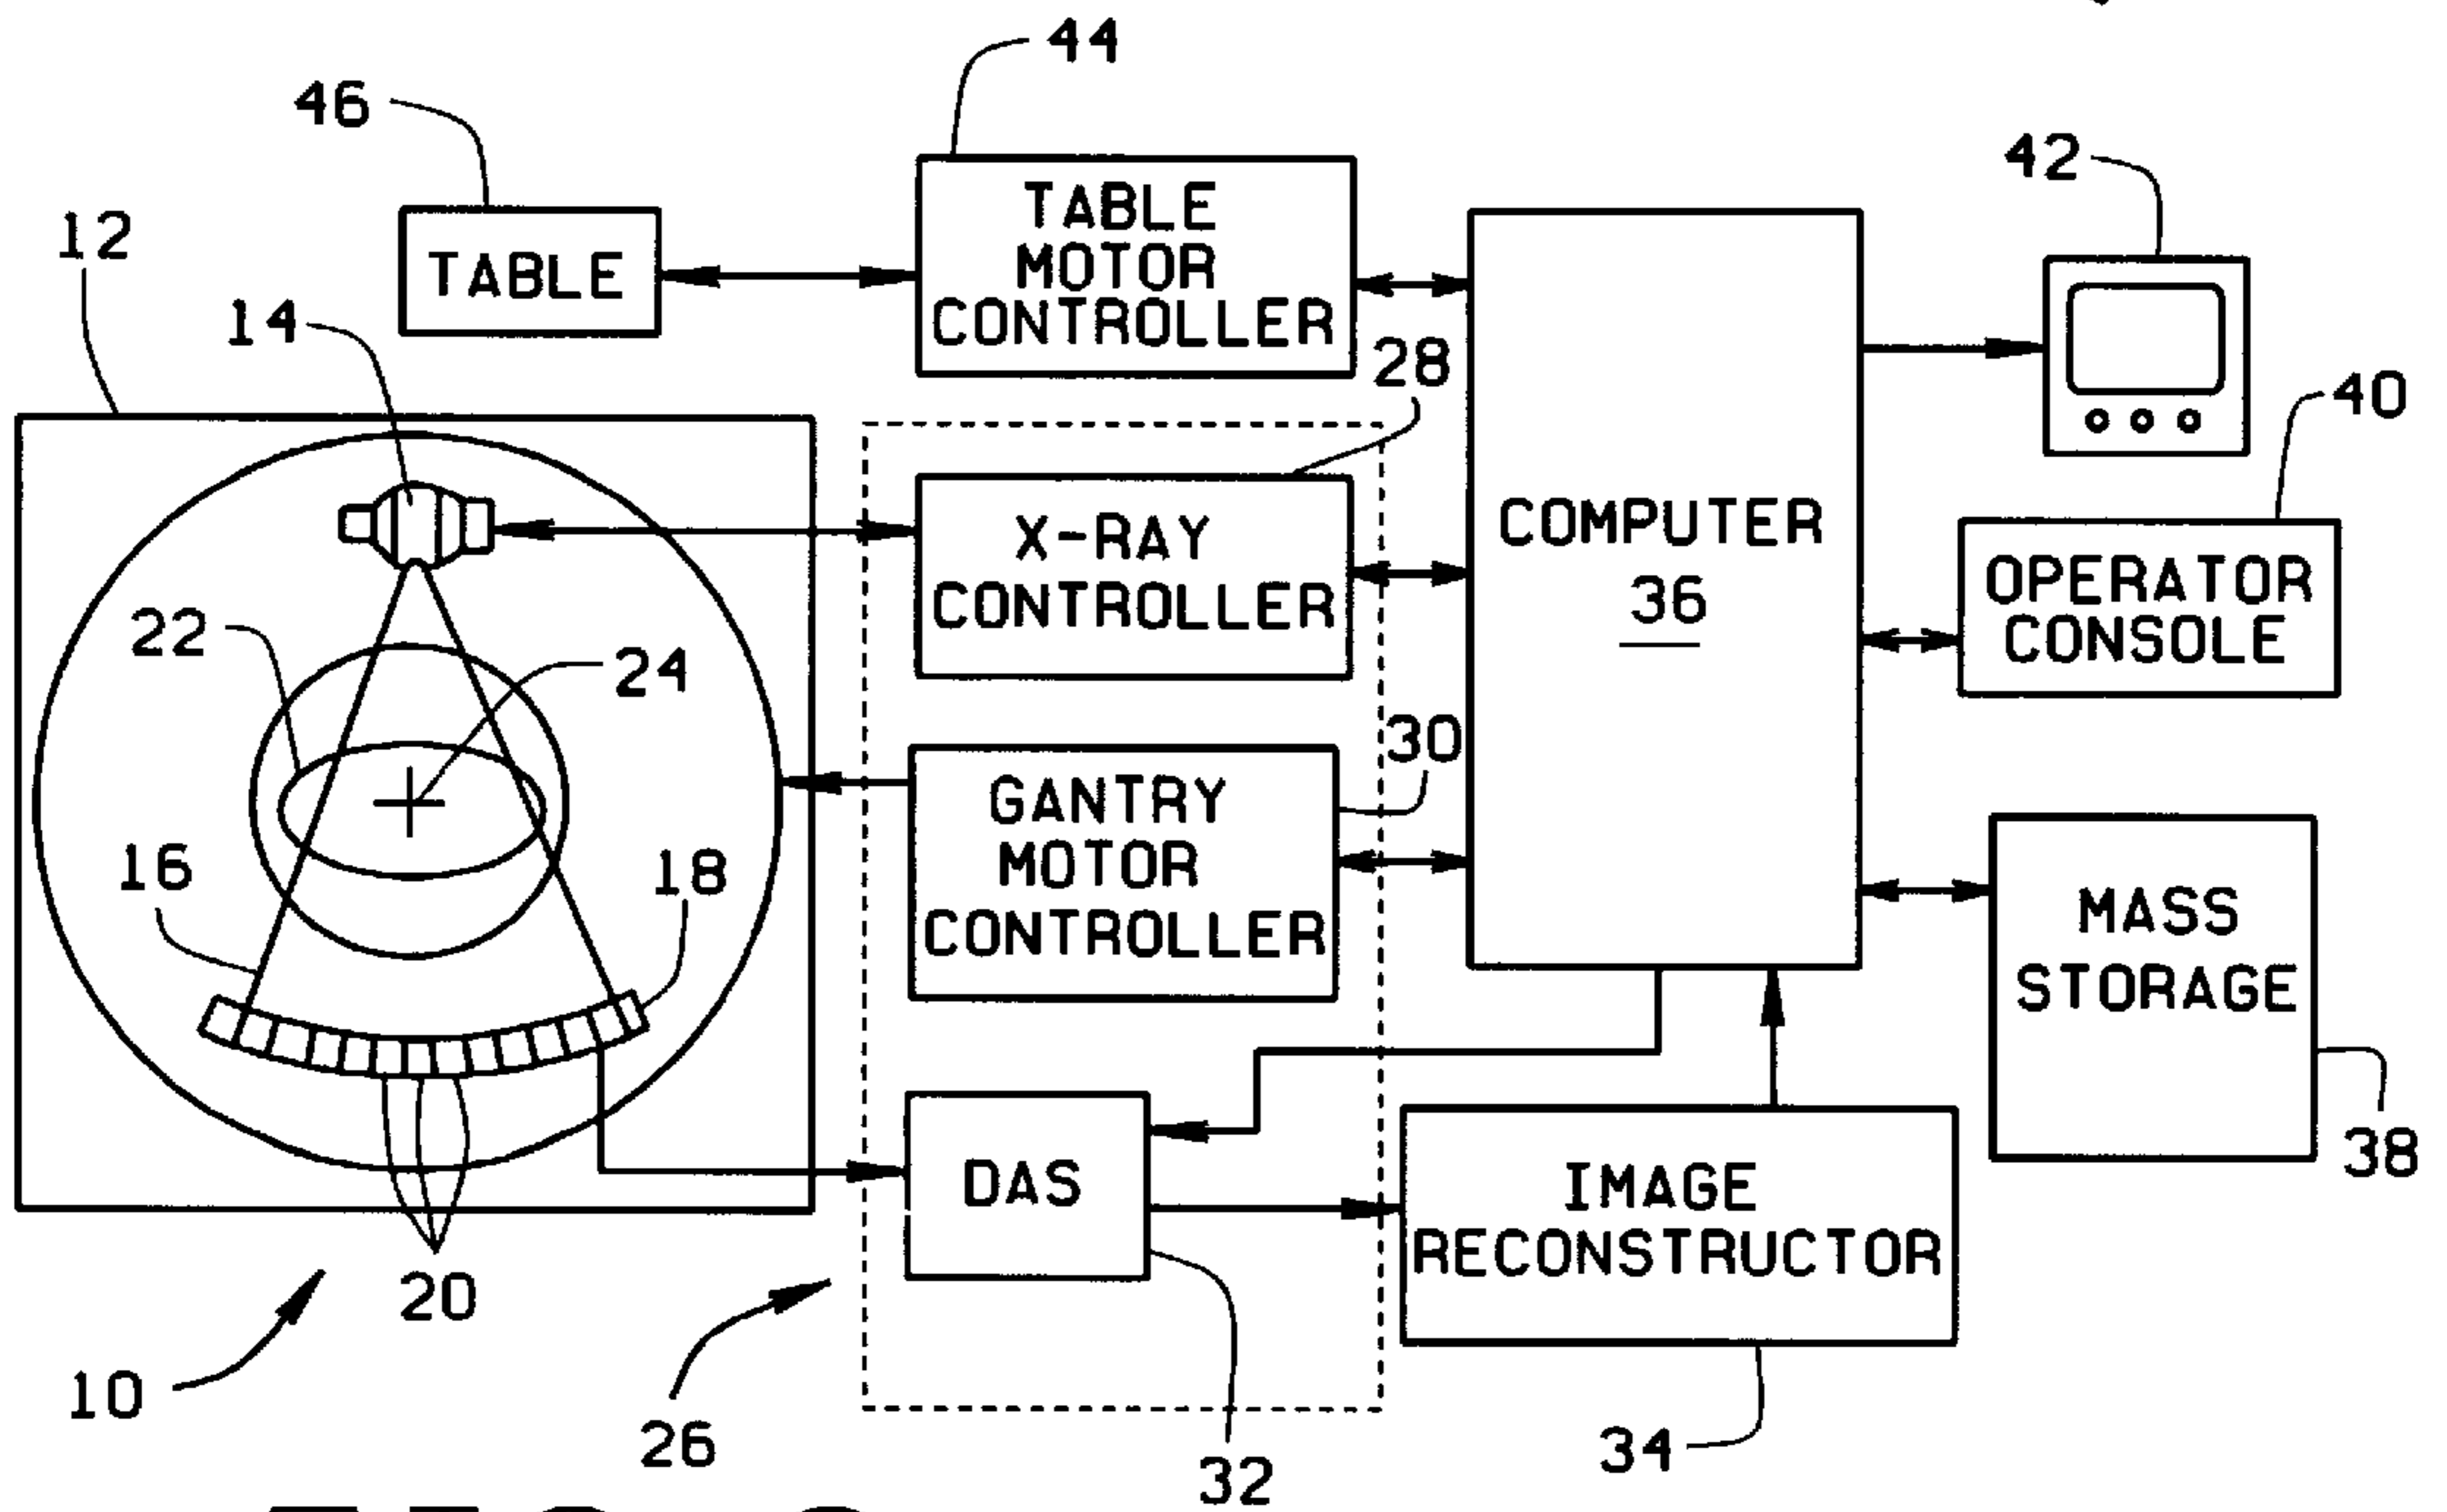 44
46
42
12
TABLE
MOTOR
CONTROLLER
TABLE
14
28
40
X-RAY
CONTROLLER
COMPUTER
36
OPERATOR
CONSOLE
22
24
30
GANTRY
MOTOR
CONTROLLER
16
18
MASS
STORAGE
38
DAS
IMAGE
RECONSTRUCTOR
20
10
26
32
34